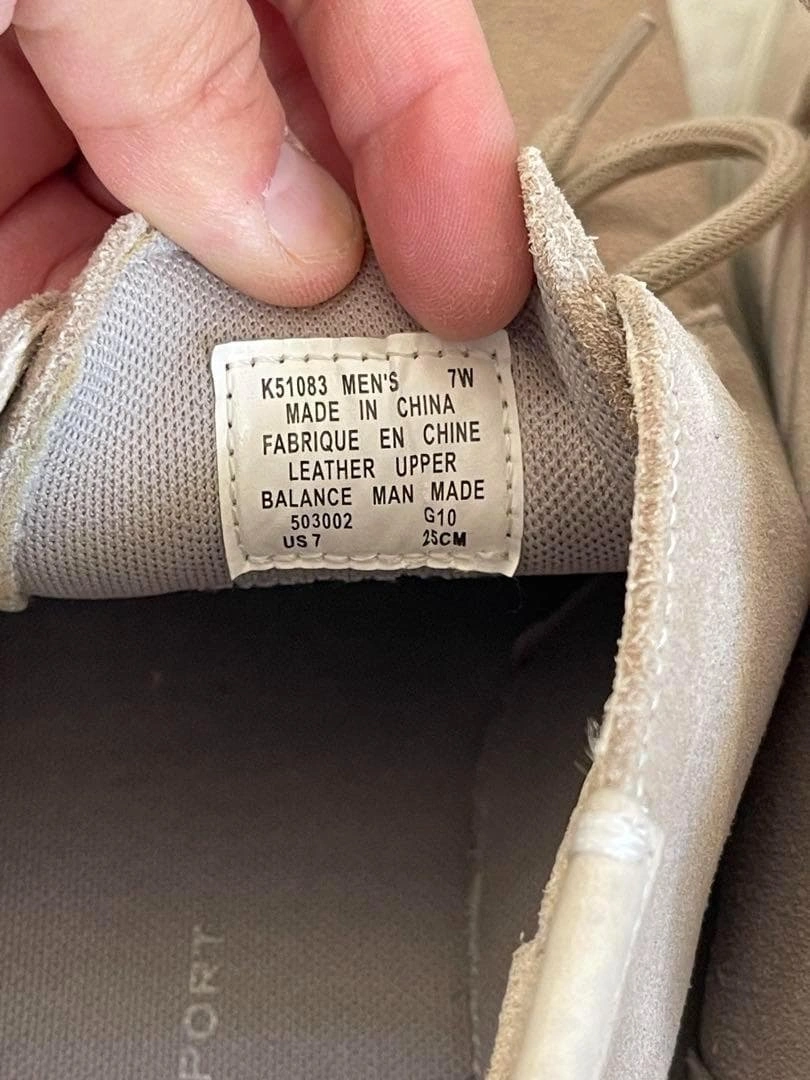 K51083 MEN'S 7W
MADE IN CHINA
FABRIQUE EN CHINE
LEATHER UPPER
BALANCE MAN MADE
503002 G10
US 7 25CM
PORT